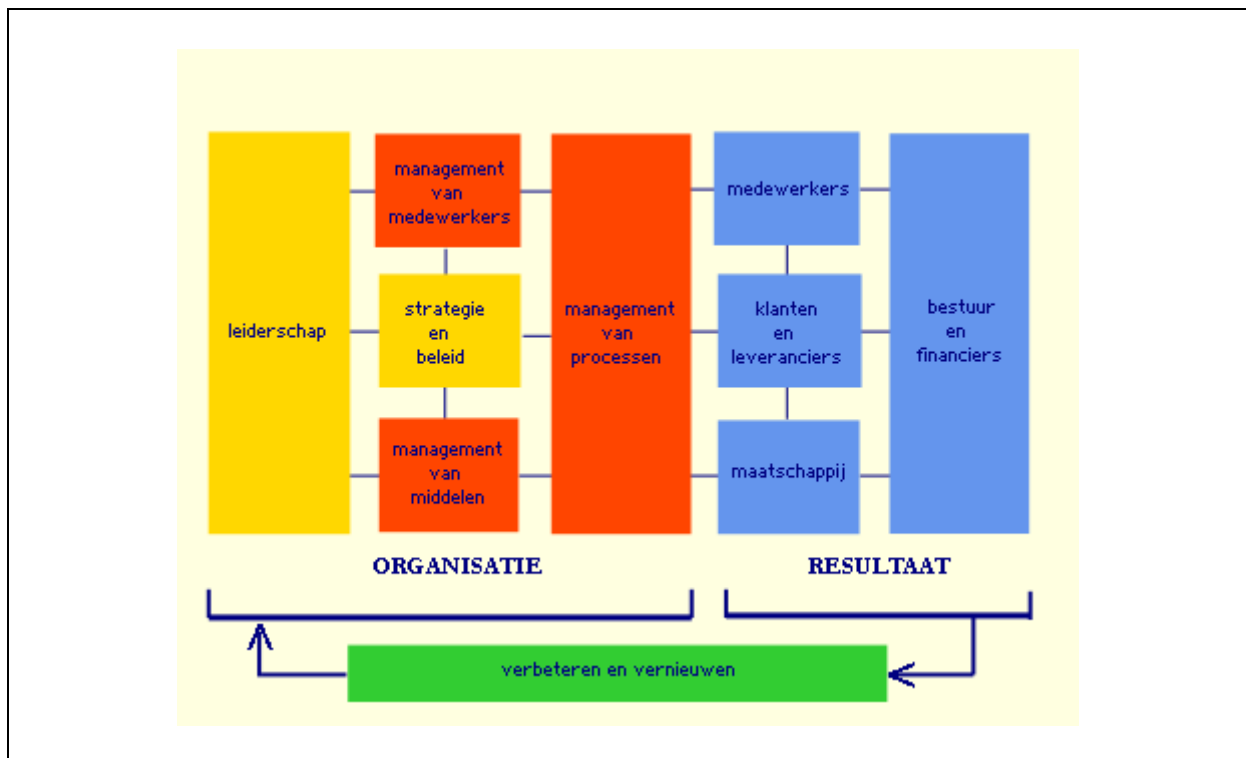 leiderschap
management
van
medewerkers
strategie
en
beleid
management
van
middelen
management
van
processen
medewerkers
klanten
en
leveranciers
maatschappij
bestuur
en
financiers
ORGANISATIE
RESULTAAT
verbeteren en vernieuwen